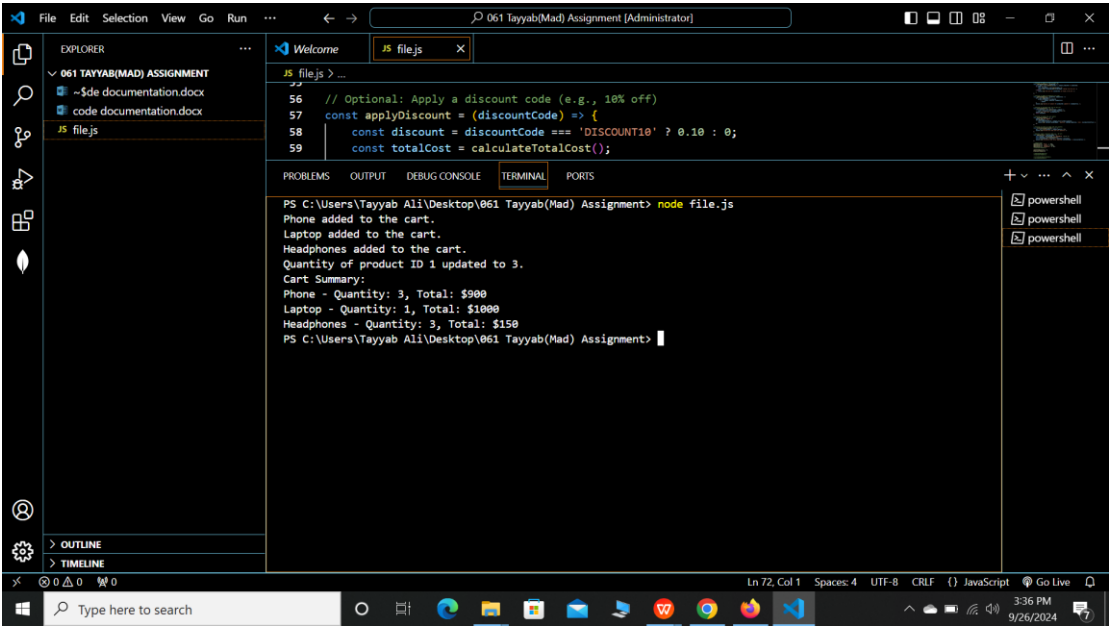 File Edit Selection View Go Run ···
061 Tayyab(Mad) Assignment [Administrator]
EXPLORER ···
Welcome
JS file.js
061 TAYYAB(MAD) ASSIGNMENT
~$de documentation.docx
code documentation.docx
JS file.js
JS file.js > ...
55
56 // Optional: Apply a discount code (e.g., 10% off)
57 const applyDiscount = (discountCode) => {
58 const discount = discountCode === 'DISCOUNT10' ? 0.10 : 0;
59 const totalCost = calculateTotalCost();
PROBLEMS OUTPUT DEBUG CONSOLE TERMINAL PORTS
PS C:\Users\Tayyab Ali\Desktop\061 Tayyab(Mad) Assignment> node file.js
Phone added to the cart.
Laptop added to the cart.
Headphones added to the cart.
Quantity of product ID 1 updated to 3.
Cart Summary:
Phone - Quantity: 3, Total: $900
Laptop - Quantity: 1, Total: $1000
Headphones - Quantity: 3, Total: $150
PS C:\Users\Tayyab Ali\Desktop\061 Tayyab(Mad) Assignment>
powershell
powershell
powershell
OUTLINE
TIMELINE
0 0 0
Ln 72, Col 1 Spaces: 4 UTF-8 CRLF {} JavaScript Go Live
Type here to search
3:36 PM
9/26/2024
7